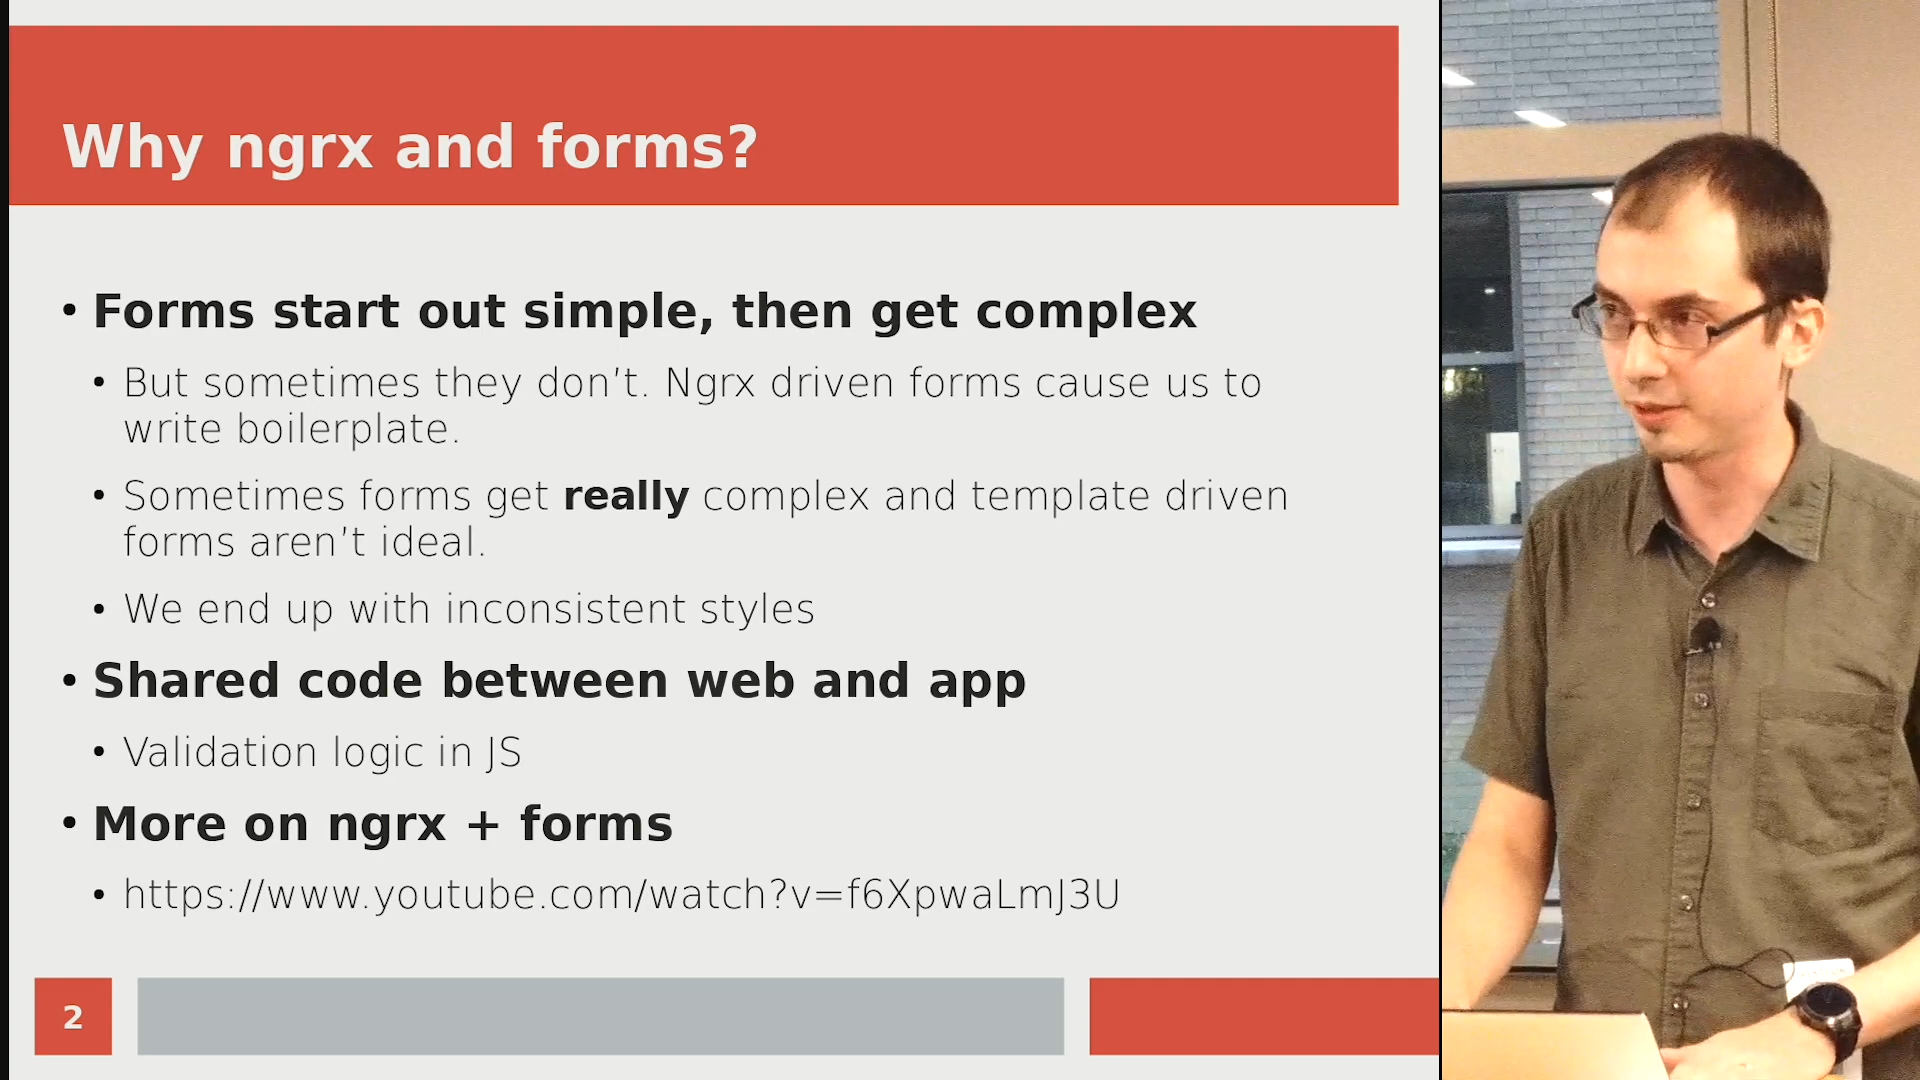 Why ngrx and forms?
• Forms start out simple, then get complex
• But sometimes they don’t. Ngrx driven forms cause us to
write boilerplate.
• Sometimes forms get really complex and template driven
forms aren’t ideal.
• We end up with inconsistent styles
• Shared code between web and app
• Validation logic in JS
• More on ngrx + forms
• https://www.youtube.com/watch?v=f6XpwaLmJ3U
2